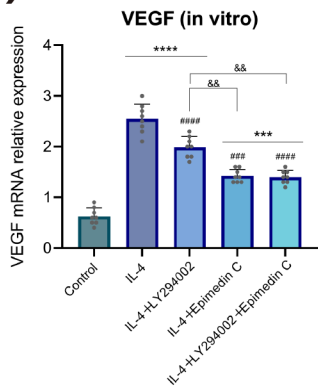 VEGF (in vitro)
VEGF mRNA relative expression
4
3
2
1
0
****
&&
&&
####
***
###
####
Control
IL-4
IL-4+LY294002
IL-4+Epimedin C
IL-4+LY294002+Epimedin C